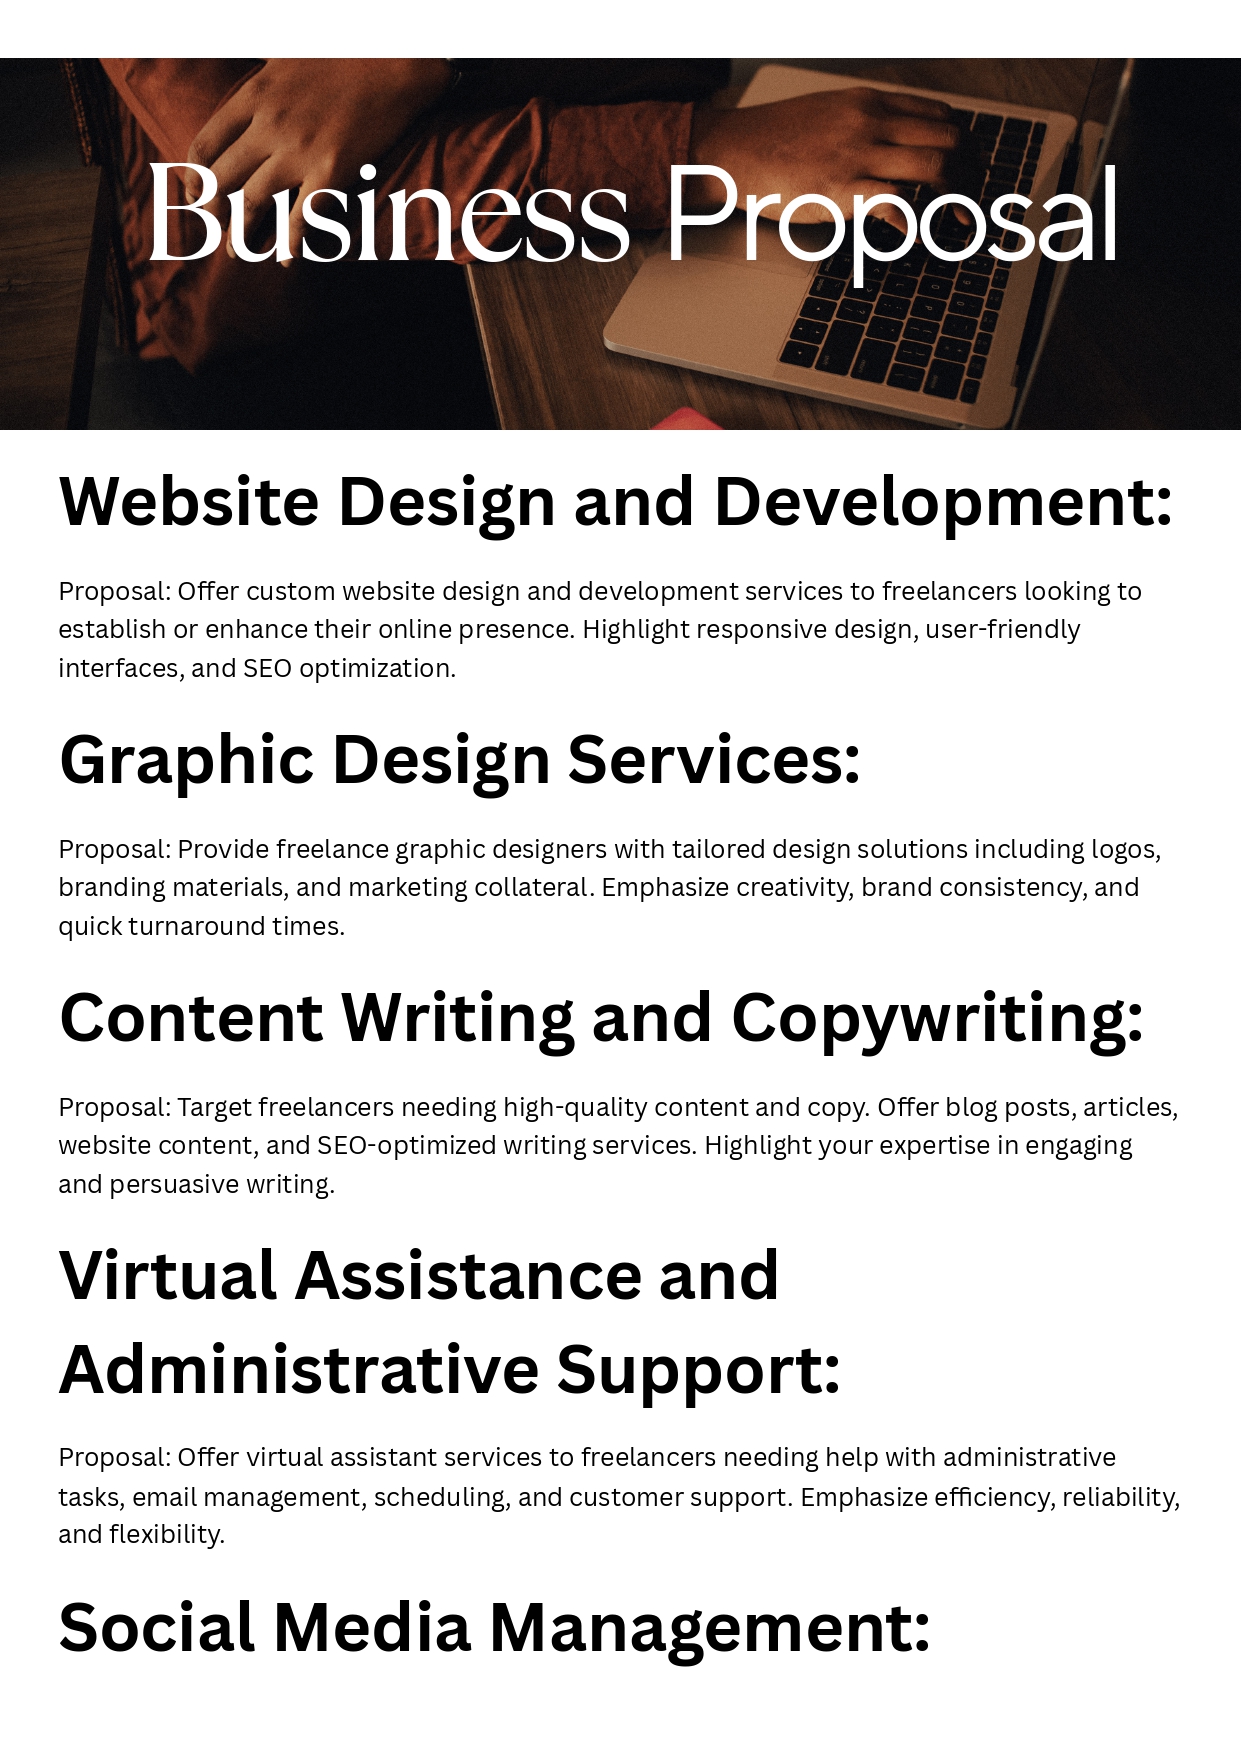 Business Proposal
Website Design and Development:
Proposal: Offer custom website design and development services to freelancers looking to
establish or enhance their online presence. Highlight responsive design, user-friendly
interfaces, and SEO optimization.
Graphic Design Services:
Proposal: Provide freelance graphic designers with tailored design solutions including logos,
branding materials, and marketing collateral. Emphasize creativity, brand consistency, and
quick turnaround times.
Content Writing and Copywriting:
Proposal: Target freelancers needing high-quality content and copy. Offer blog posts, articles,
website content, and SEO-optimized writing services. Highlight your expertise in engaging
and persuasive writing.
Virtual Assistance and
Administrative Support:
Proposal: Offer virtual assistant services to freelancers needing help with administrative
tasks, email management, scheduling, and customer support. Emphasize efficiency, reliability,
and flexibility.
Social Media Management: